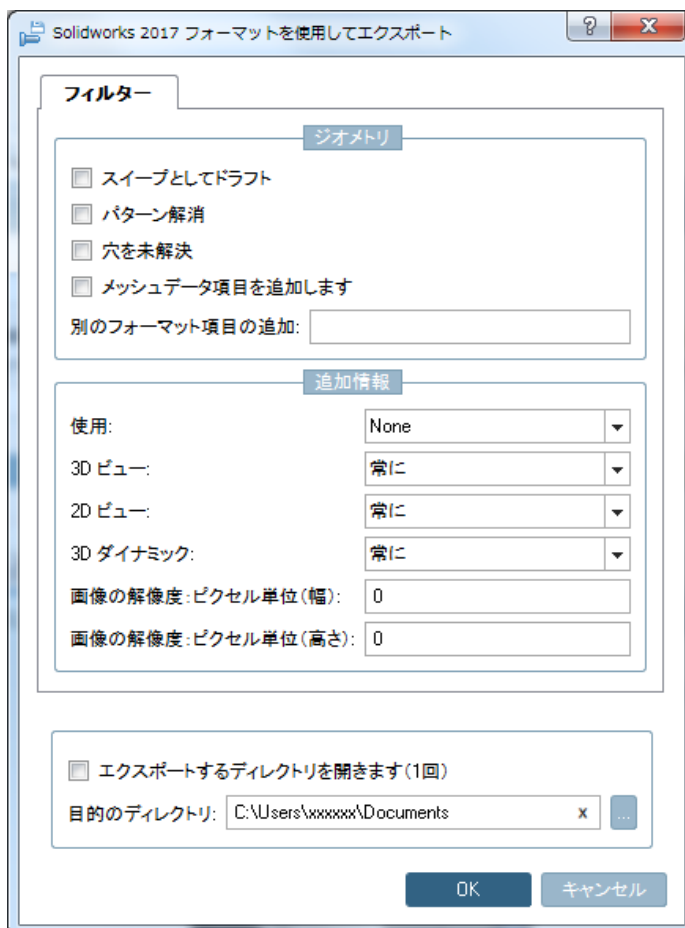 Solidworks 2017 フォーマットを使用してエクスポート
フィルター
ジオメトリ
スイープとしてドラフト
パターン解消
穴を未解決
メッシュデータ項目を追加します
別のフォーマット項目の追加:
追加情報
使用: None
3D ビュー: 常に
2D ビュー: 常に
3D ダイナミック: 常に
画像の解像度:ピクセル単位(幅): 0
画像の解像度:ピクセル単位(高さ): 0
エクスポートするディレクトリを開きます(1回)
目的のディレクトリ: C:\Users\xxxxxx\Documents x ...
OK キャンセル